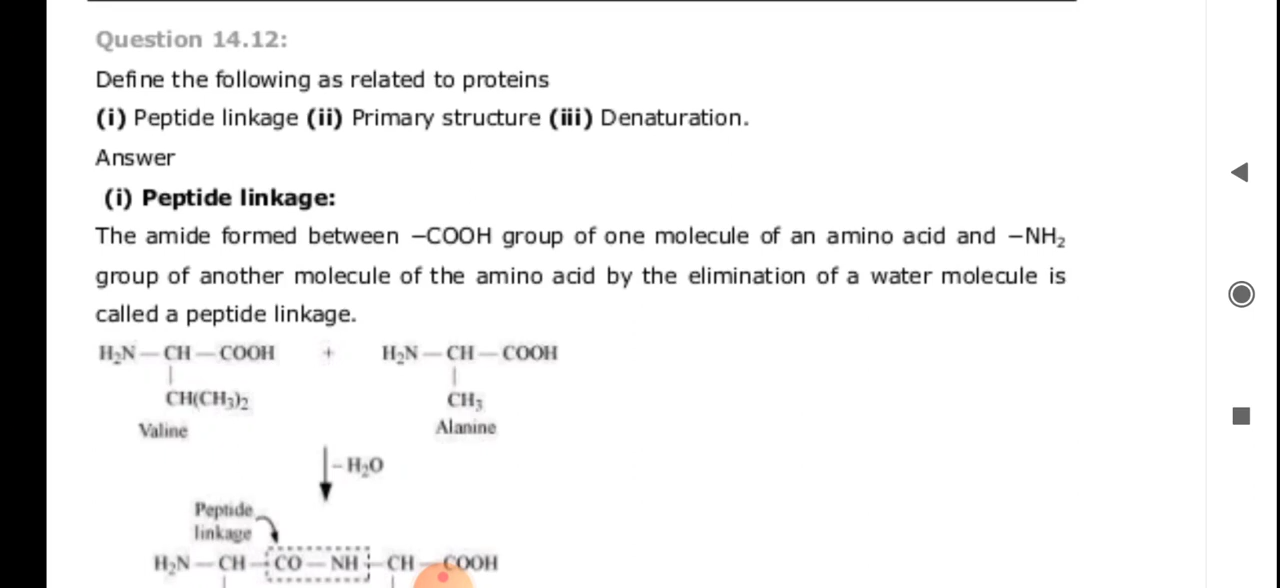 Question 14.12:
Define the following as related to proteins
(i) Peptide linkage (ii) Primary structure (iii) Denaturation.
Answer
(i) Peptide linkage:
The amide formed between −COOH group of one molecule of an amino acid and −NH₂
group of another molecule of the amino acid by the elimination of a water molecule is
called a peptide linkage.
H₂N — CH — COOH + H₂N — CH — COOH
CH(CH₃)₂ CH₃
Valine Alanine
- H₂O
Peptide
linkage
H₂N — CH — CO — NH — CH — COOH